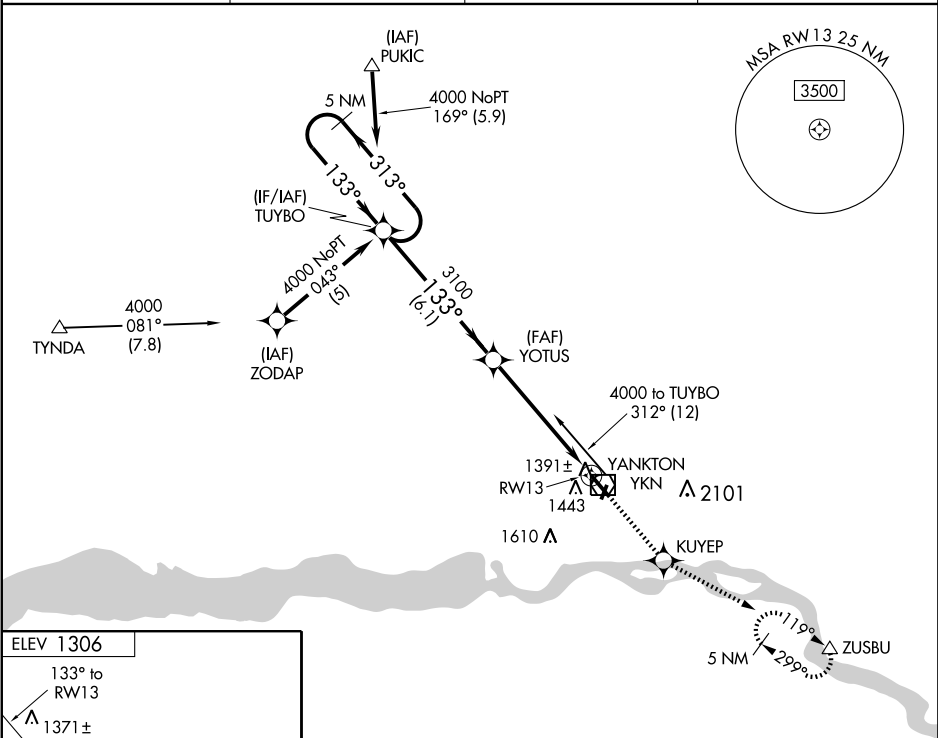 (IAF)
PUKIC
MSA RW13 25 NM
3500
5 NM
4000 NoPT
169° (5.9)
313°
133°
(IF/IAF)
TUYBO
4000 NoPT
043°
(5)
3100
133°
(6.1)
4000
081°
(7.8)
TYNDA
(IAF)
ZODAP
(FAF)
YOTUS
4000 to TUYBO
312° (12)
1391±
RW13
YANKTON
YKN
1443
2101
1610
KUYEP
119°
ZUSBU
5 NM
299°
ELEV 1306
133° to
RW13
1371±